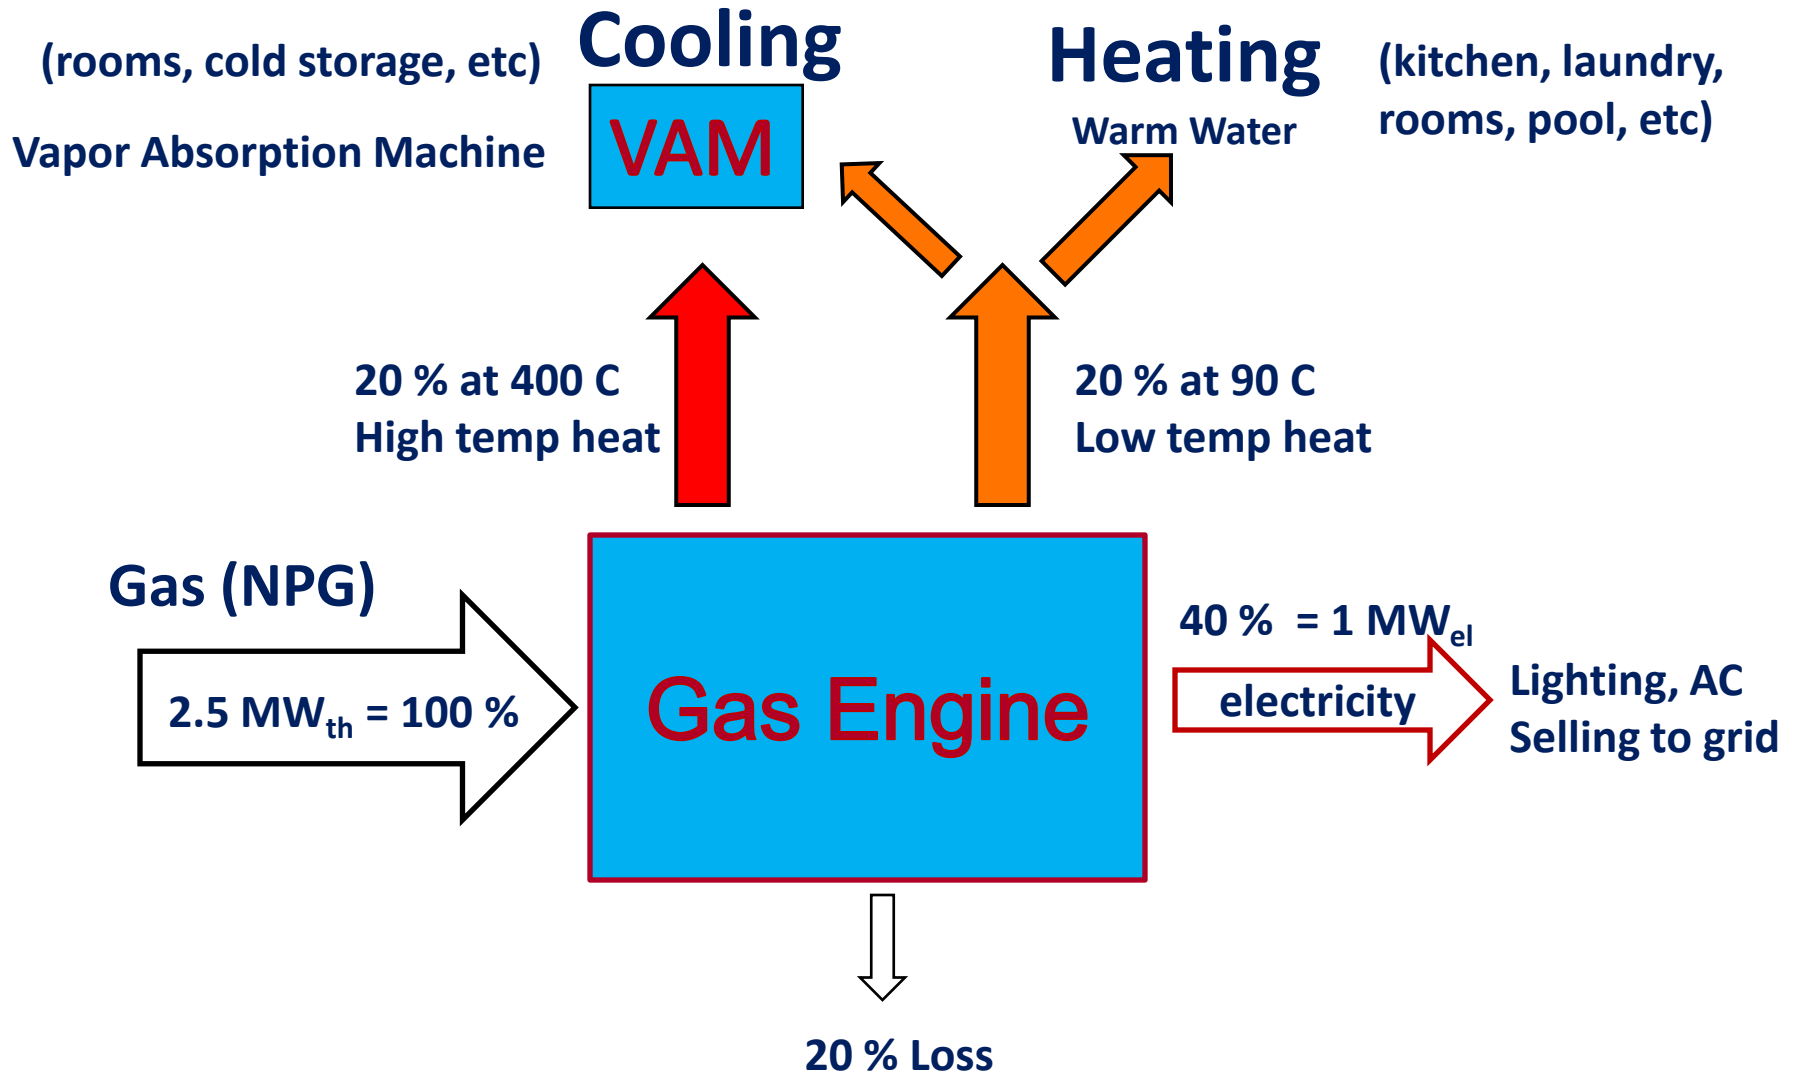 Cooling
(rooms, cold storage, etc)
VAM
Vapor Absorption Machine
Heating
Warm Water
(kitchen, laundry,
rooms, pool, etc)
20 % at 400 C
High temp heat
20 % at 90 C
Low temp heat
Gas (NPG)
2.5 MWth = 100 %
Gas Engine
40 % = 1 MWel
electricity
Lighting, AC
Selling to grid
20 % Loss